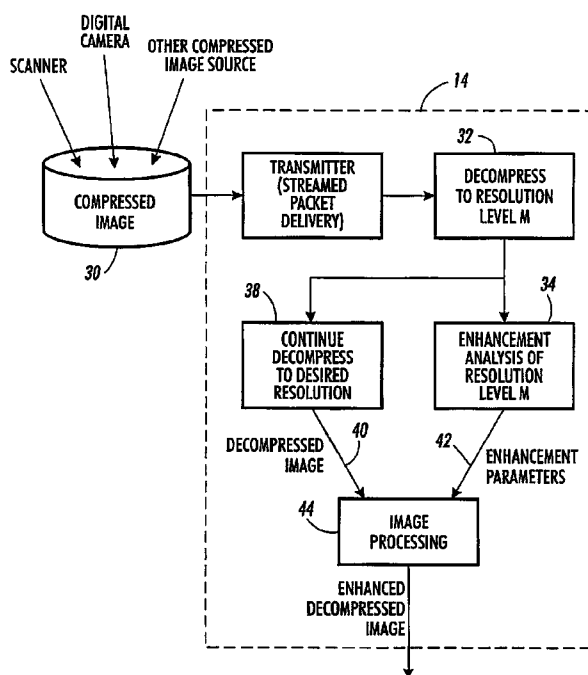 DIGITAL
CAMERA
SCANNER
OTHER COMPRESSED
IMAGE SOURCE
14
COMPRESSED
IMAGE
30
TRANSMITTER
(STREAMED
PACKET
DELIVERY)
32
DECOMPRESS
TO RESOLUTION
LEVEL M
38
CONTINUE
DECOMPRESS
TO DESIRED
RESOLUTION
34
ENHANCEMENT
ANALYSIS OF
RESOLUTION
LEVEL M
DECOMPRESSED
IMAGE
40
42
ENHANCEMENT
PARAMETERS
44
IMAGE
PROCESSING
ENHANCED
DECOMPRESSED
IMAGE